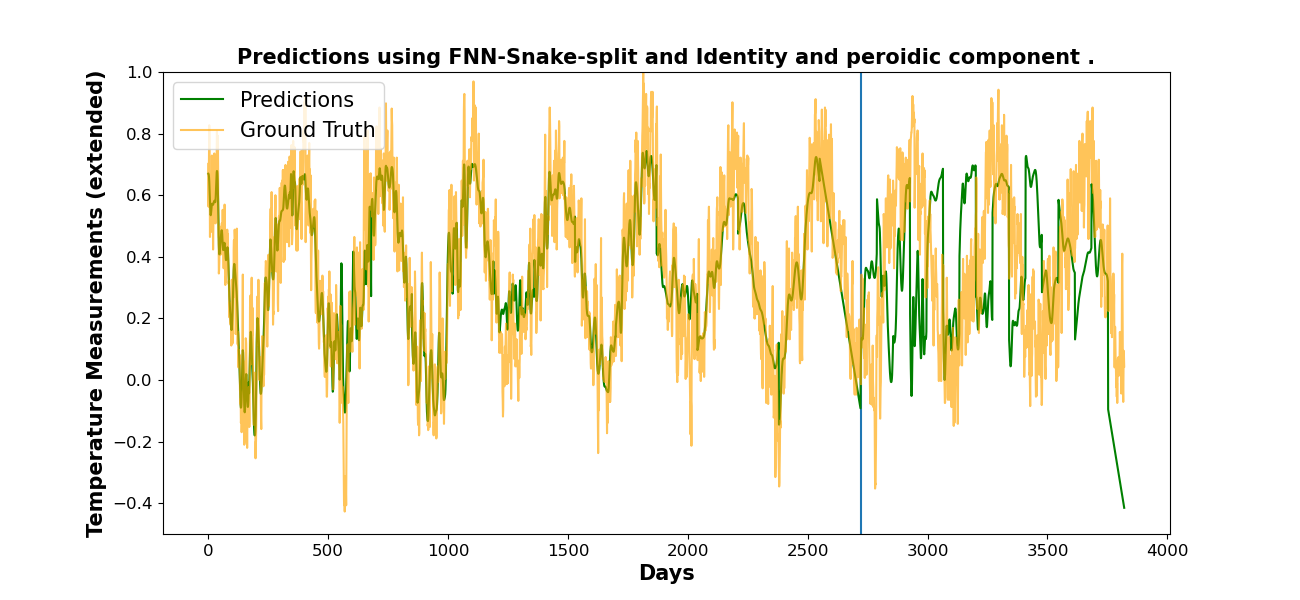 Predictions using FNN-Snake-split and Identity and peroidic component .
Temperature Measurements (extended)
1.0
0.8
0.6
0.4
0.2
0.0
−0.2
−0.4
Predictions
Ground Truth
0 500 1000 1500 2000 2500 3000 3500 4000
Days